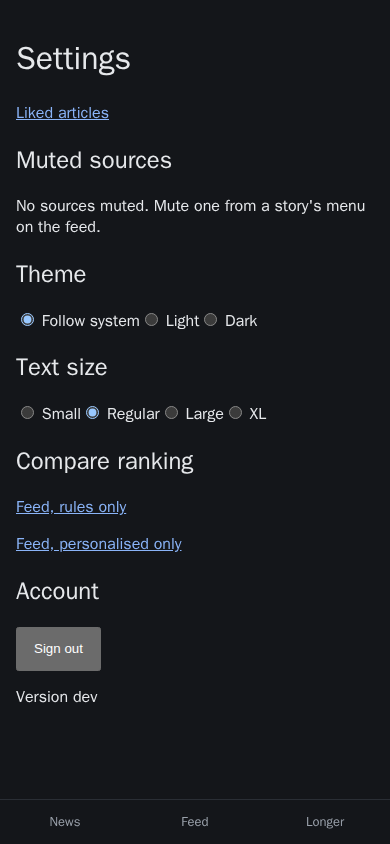 Settings
Liked articles
Muted sources
No sources muted. Mute one from a story's menu
on the feed.
Theme
Follow system Light Dark
Text size
Small Regular Large XL
Compare ranking
Feed, rules only
Feed, personalised only
Account
Sign out
Version dev
News Feed Longer